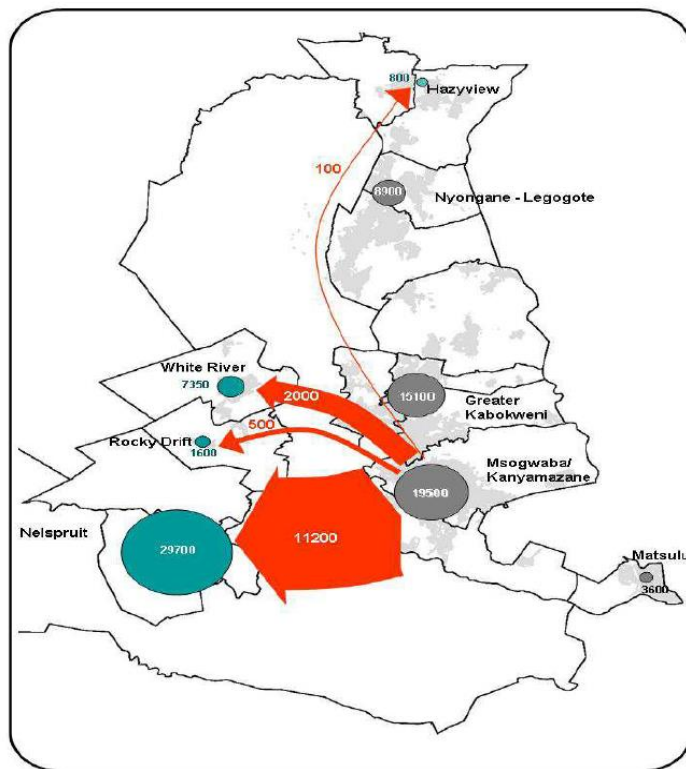 800
Hazyview
100
8900
Nyongane - Legogote
White River
7350
2000
15100
Greater
Kabokweni
Rocky Drift
500
1600
Msogwaba/
Kanyamazane
19500
Nelspruit
11200
29700
Matsulu
3600